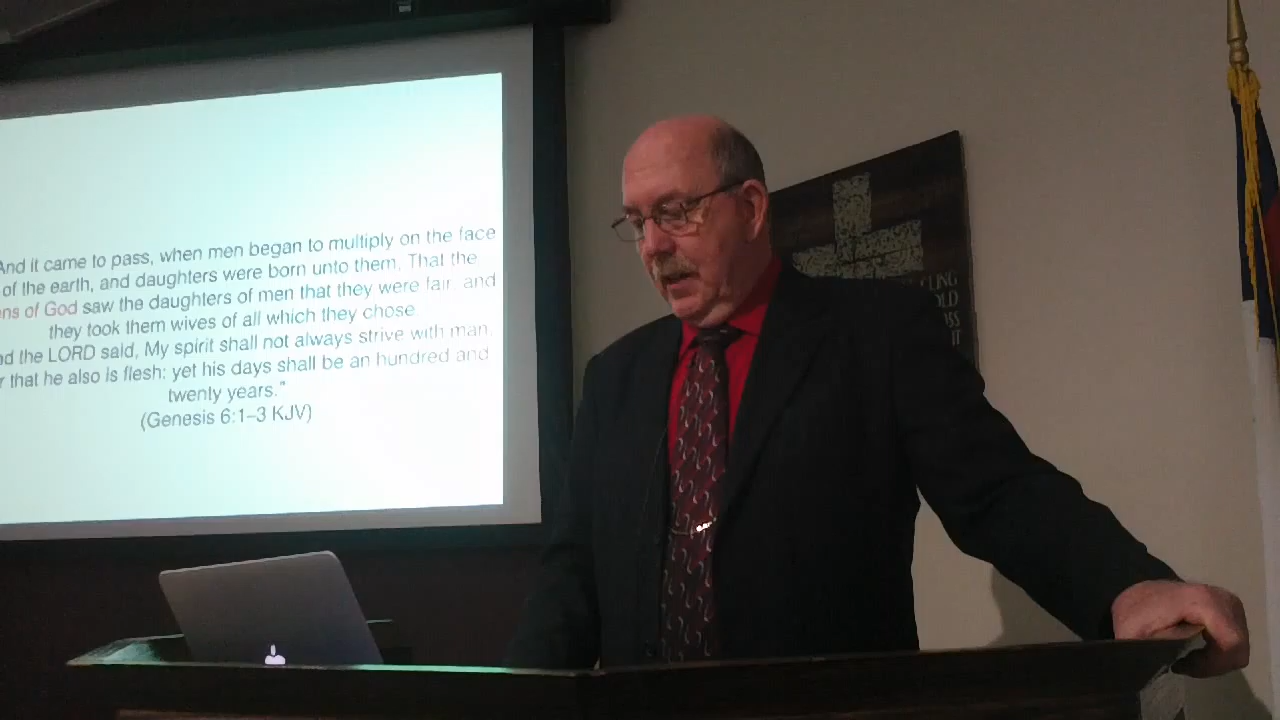 And it came to pass, when men began to multiply on the face
of the earth, and daughters were born unto them, That the
ns of God saw the daughters of men that they were fair; and
they took them wives of all which they chose.
d the LORD said, My spirit shall not always strive with man,
r that he also is flesh: yet his days shall be an hundred and
twenty years."
(Genesis 6:1–3 KJV)
CLING
OLD
SS
IT